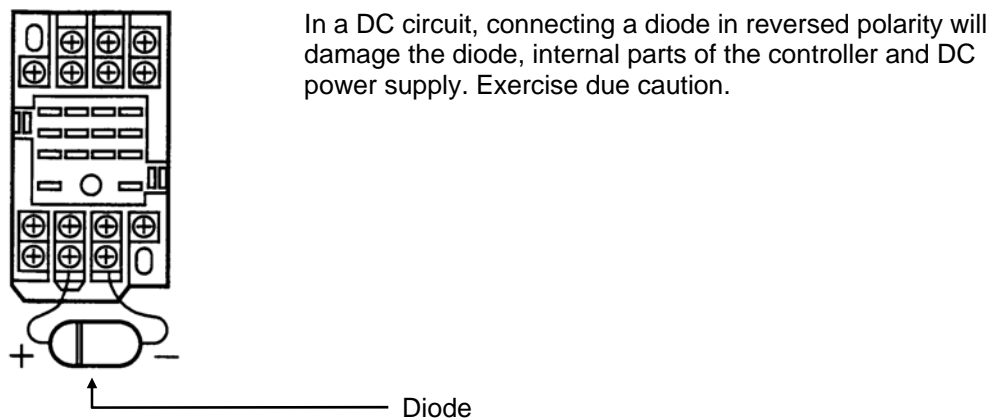 In a DC circuit, connecting a diode in reversed polarity will
damage the diode, internal parts of the controller and DC
power supply. Exercise due caution.
+ —
Diode